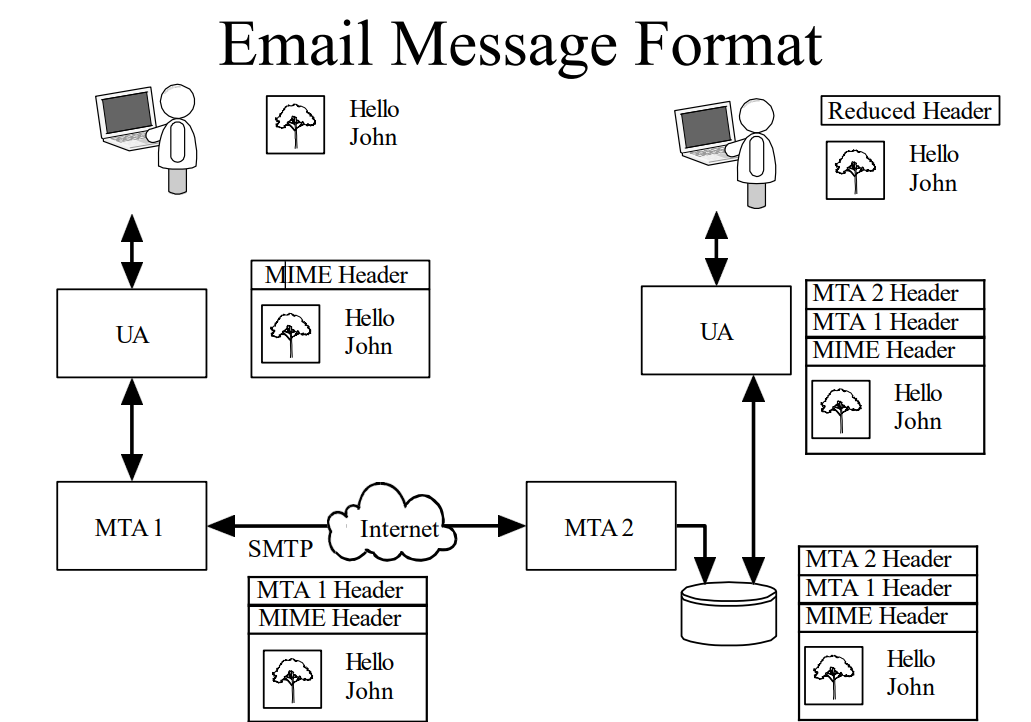 Email Message Format
Hello
John
Reduced Header
Hello
John
MIME Header
Hello
John
UA
UA
MTA 2 Header
MTA 1 Header
MIME Header
Hello
John
MTA 1
Internet
MTA 2
SMTP
MTA 1 Header
MIME Header
Hello
John
MTA 2 Header
MTA 1 Header
MIME Header
Hello
John